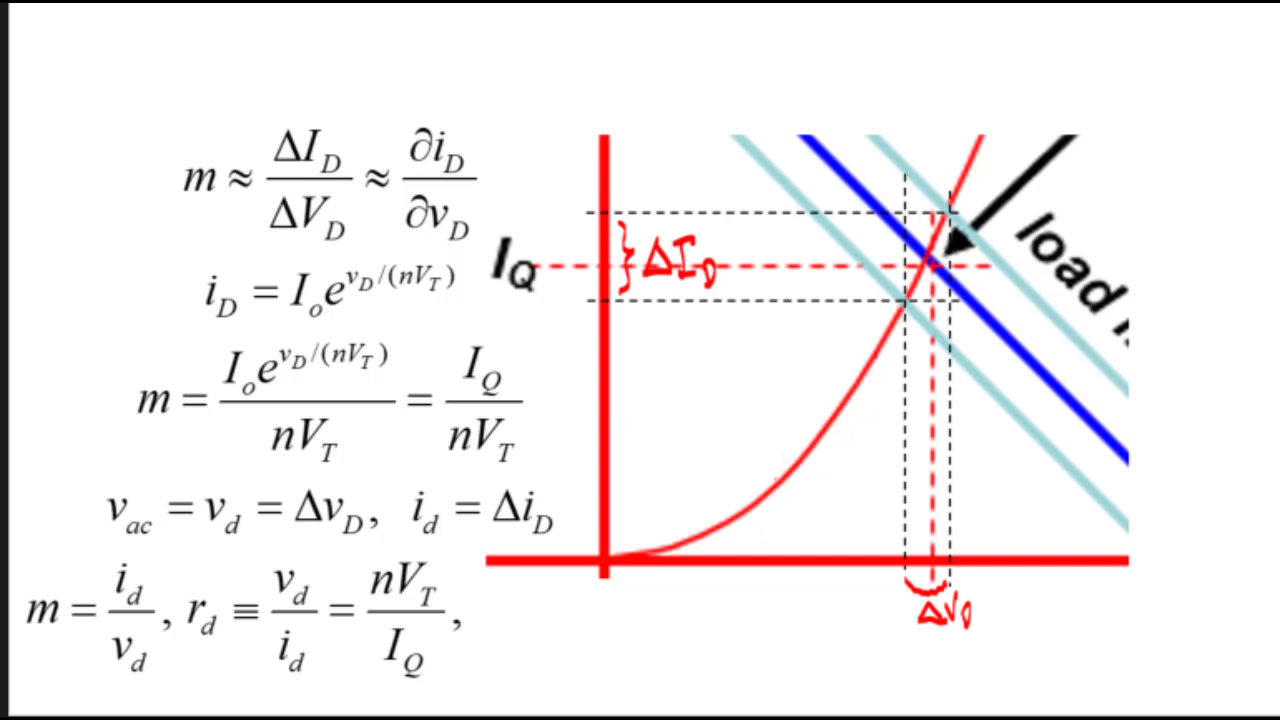 m ≈ ΔI_D / ΔV_D ≈ ∂i_D / ∂v_D
i_D = I_o e^{v_D/(nV_T)}
m = I_o e^{v_D/(nV_T)} / nV_T = I_Q / nV_T
v_ac = v_d = Δv_D, i_d = Δi_D
m = i_d / v_d , r_d ≡ v_d / i_d = nV_T / I_Q ,
I_Q
ΔI_D
load
ΔV_D